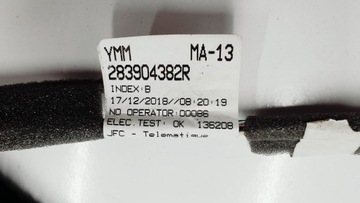 YMM MA-13
283904382R
INDEX:B
17/12/2018//08:20:19
NO OPERATOR:00086
ELEC.TEST: OK 136208
JFC - Telematique